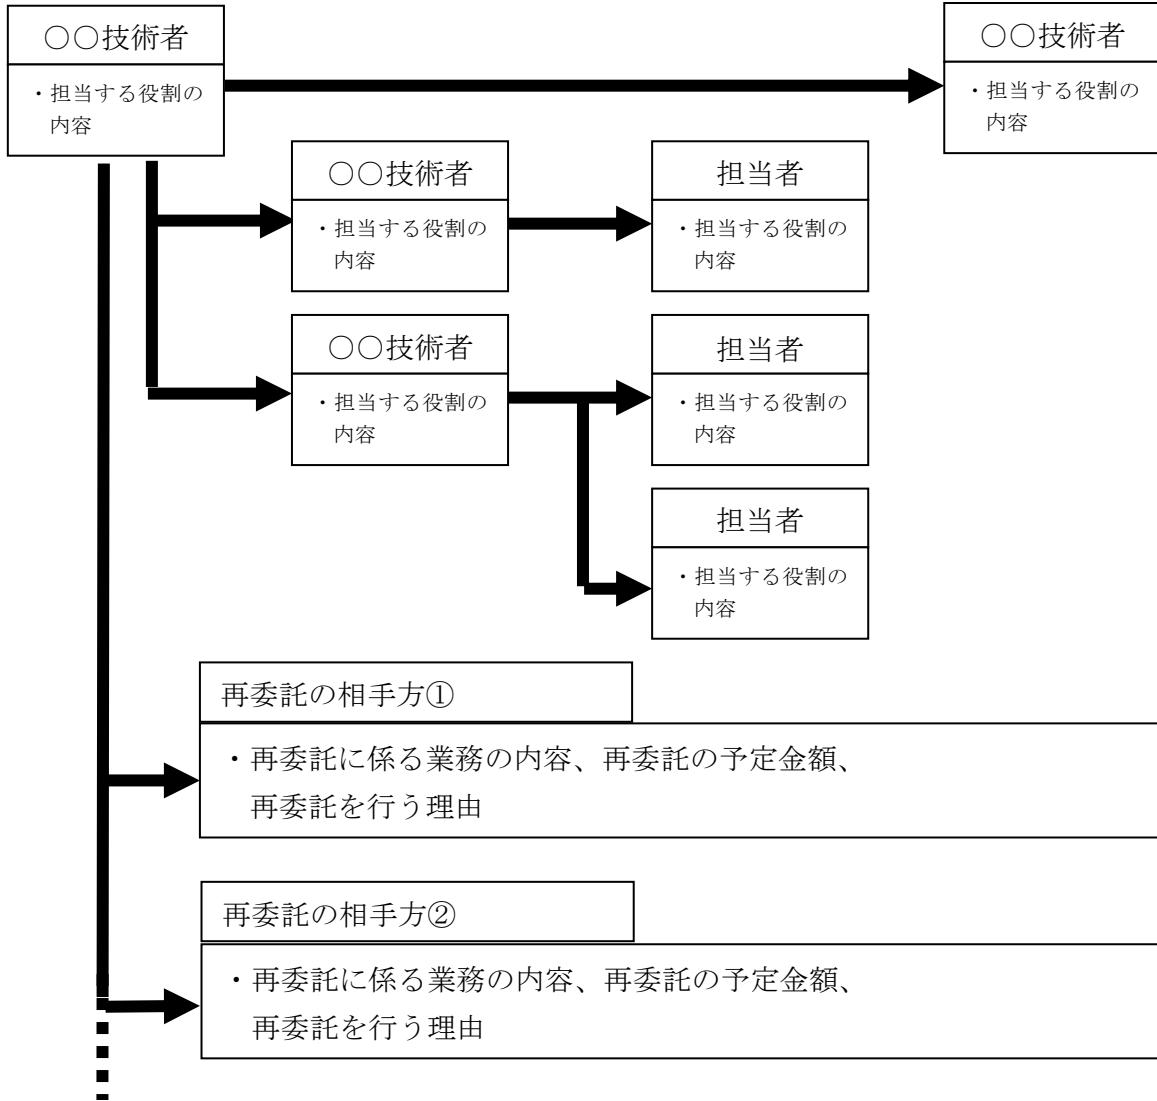 ○○技術者
・担当する役割の
内容
○○技術者
・担当する役割の
内容
○○技術者
・担当する役割の
内容
担当者
・担当する役割の
内容
○○技術者
・担当する役割の
内容
担当者
・担当する役割の
内容
担当者
・担当する役割の
内容
再委託の相手方①
・再委託に係る業務の内容、再委託の予定金額、
再委託を行う理由
再委託の相手方②
・再委託に係る業務の内容、再委託の予定金額、
再委託を行う理由